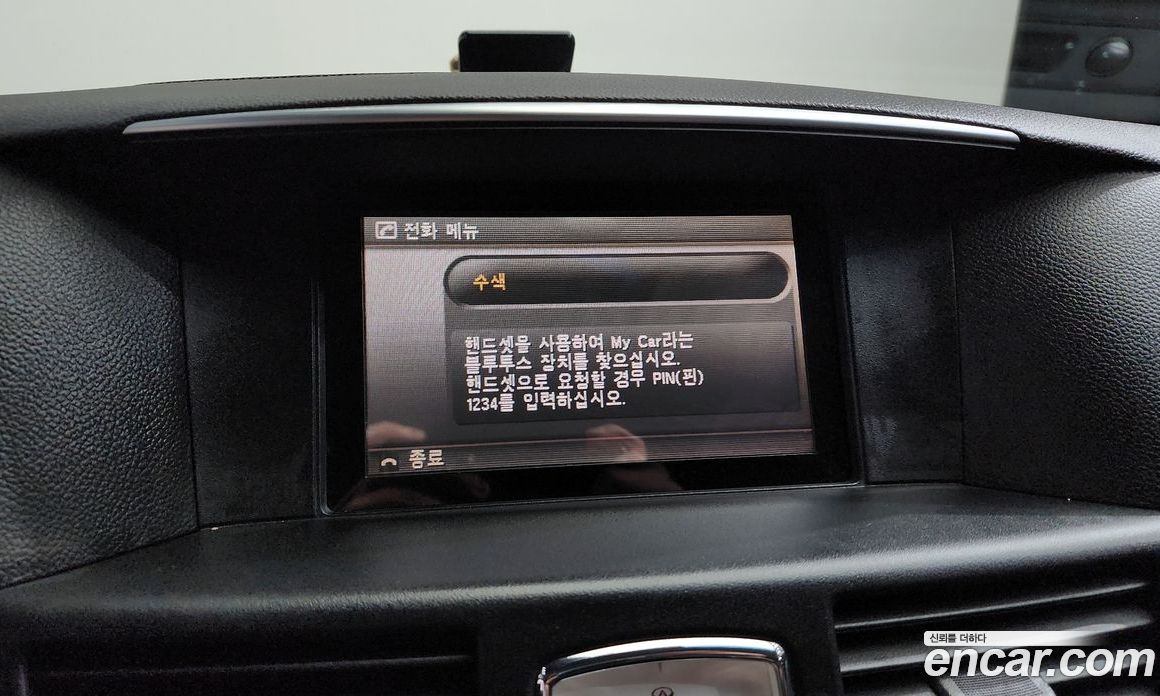 전화 메뉴
수색
핸드셋을 사용하여 My Car라는
블루투스 장치를 찾으십시오.
핸드셋으로 요청할 경우 PIN(핀)
1234를 입력하십시오.
종료
신뢰를 더하다
encar.com